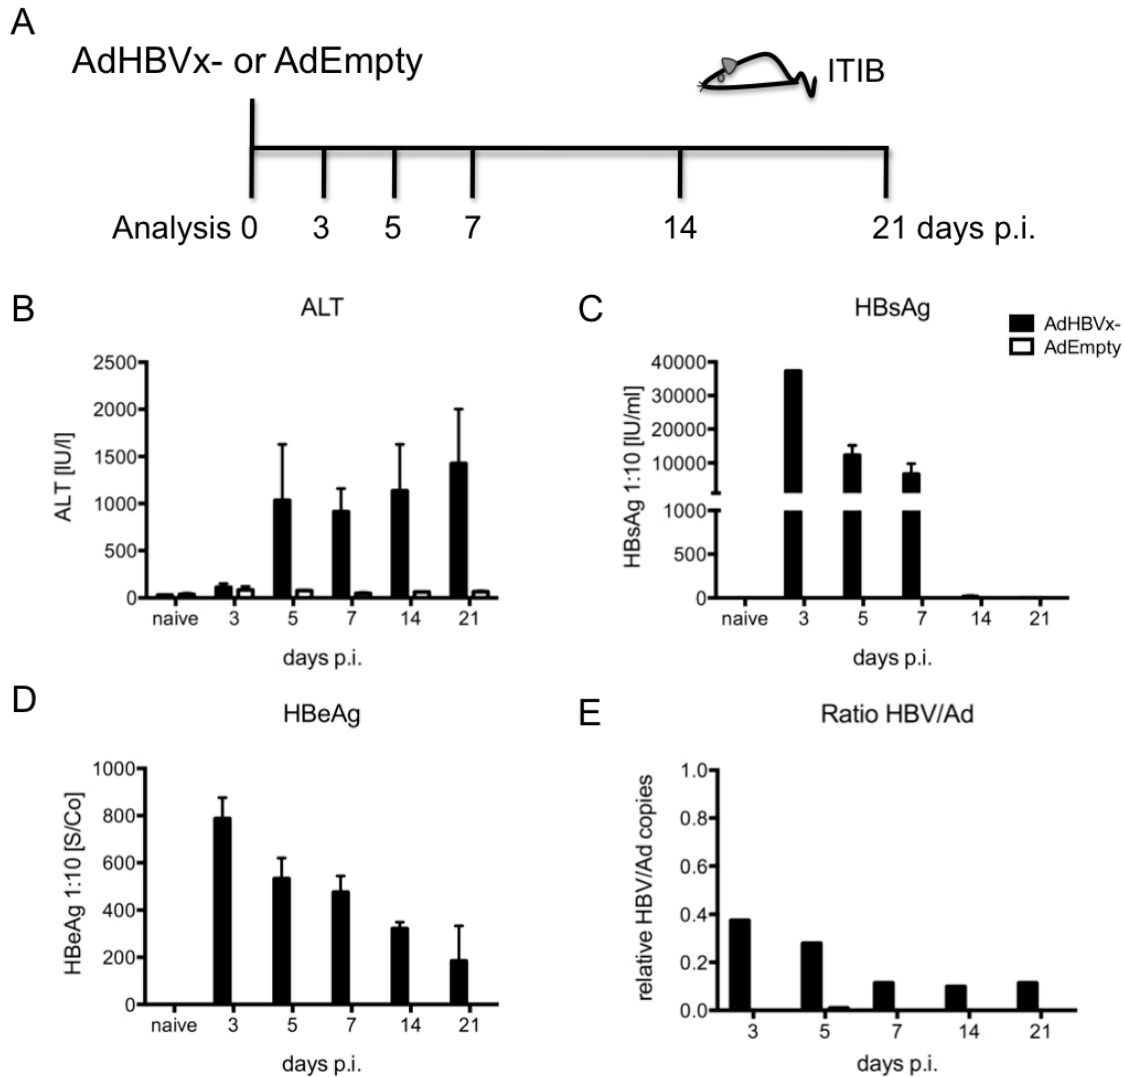 A
AdHBVx- or AdEmpty
ITIB
Analysis 0 3 5 7 14 21 days p.i.
B
ALT
ALT [IU/l]
2500
2000
1500
1000
500
0
naive 3 5 7 14 21
days p.i.
C
HBsAg
AdHBVx-
AdEmpty
HBsAg 1:10 [IU/ml]
40000
30000
20000
10000
1000
500
0
naive 3 5 7 14 21
days p.i.
D
HBeAg
HBeAg 1:10 [S/Co]
1000
800
600
400
200
0
naive 3 5 7 14 21
days p.i.
E
Ratio HBV/Ad
relative HBV/Ad copies
1.0
0.8
0.6
0.4
0.2
0.0
3 5 7 14 21
days p.i.